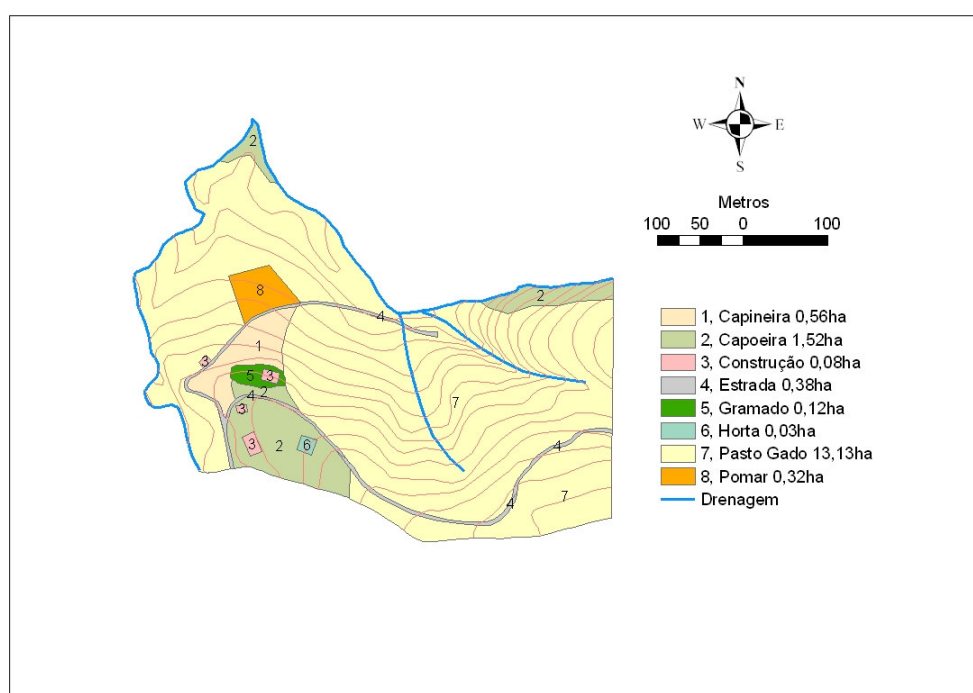 N
W E
S
Metros
100 50 0 100
1, Capineira 0,56ha
2, Capoeira 1,52ha
3, Construção 0,08ha
4, Estrada 0,38ha
5, Gramado 0,12ha
6, Horta 0,03ha
7, Pasto Gado 13,13ha
8, Pomar 0,32ha
Drenagem
2
2
8
4
1
3
5 3
2
4
3
7
3 2 6
4
7
4